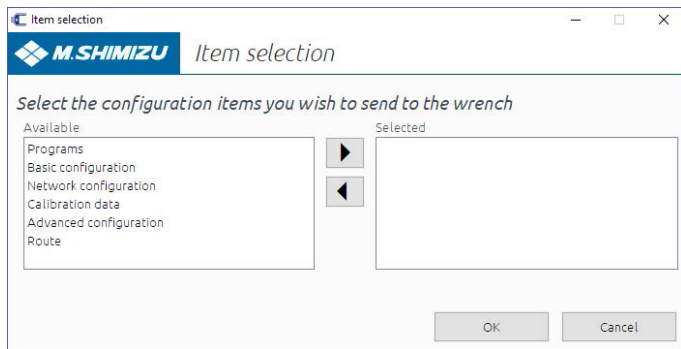 Item selection
M.SHIMIZU Item selection
Select the configuration items you wish to send to the wrench
Available Selected
Programs
Basic configuration
Network configuration
Calibration data
Advanced configuration
Route
OK Cancel